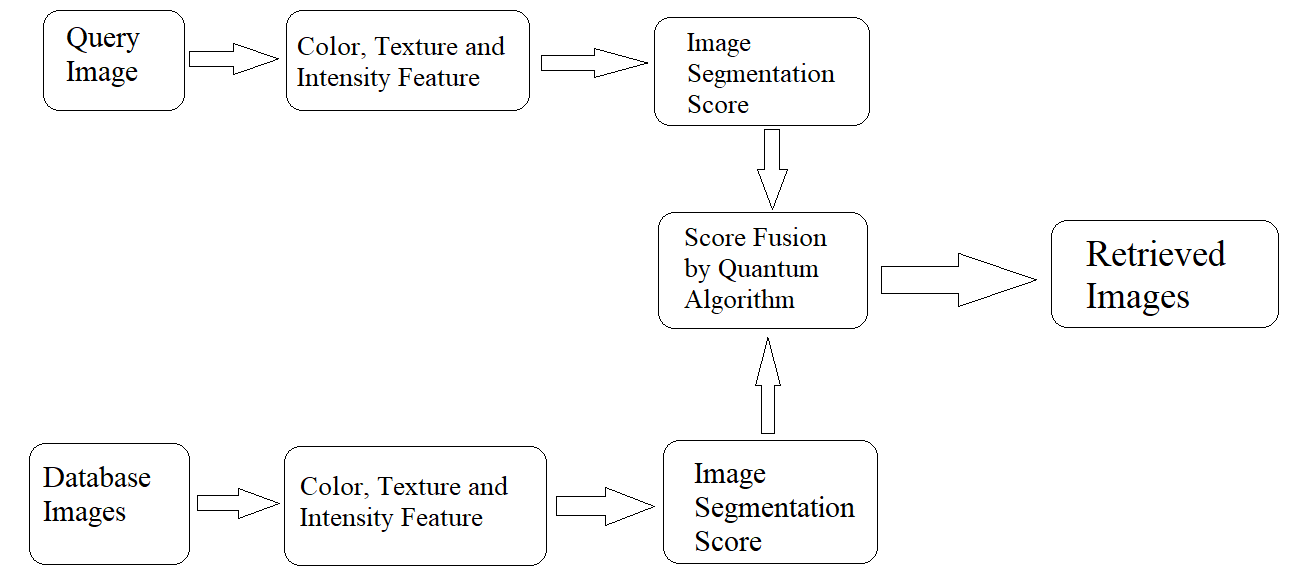 Query
Image
Color, Texture and
Intensity Feature
Image
Segmentation
Score
Score Fusion
by Quantum
Algorithm
Retrieved
Images
Database
Images
Color, Texture and
Intensity Feature
Image
Segmentation
Score